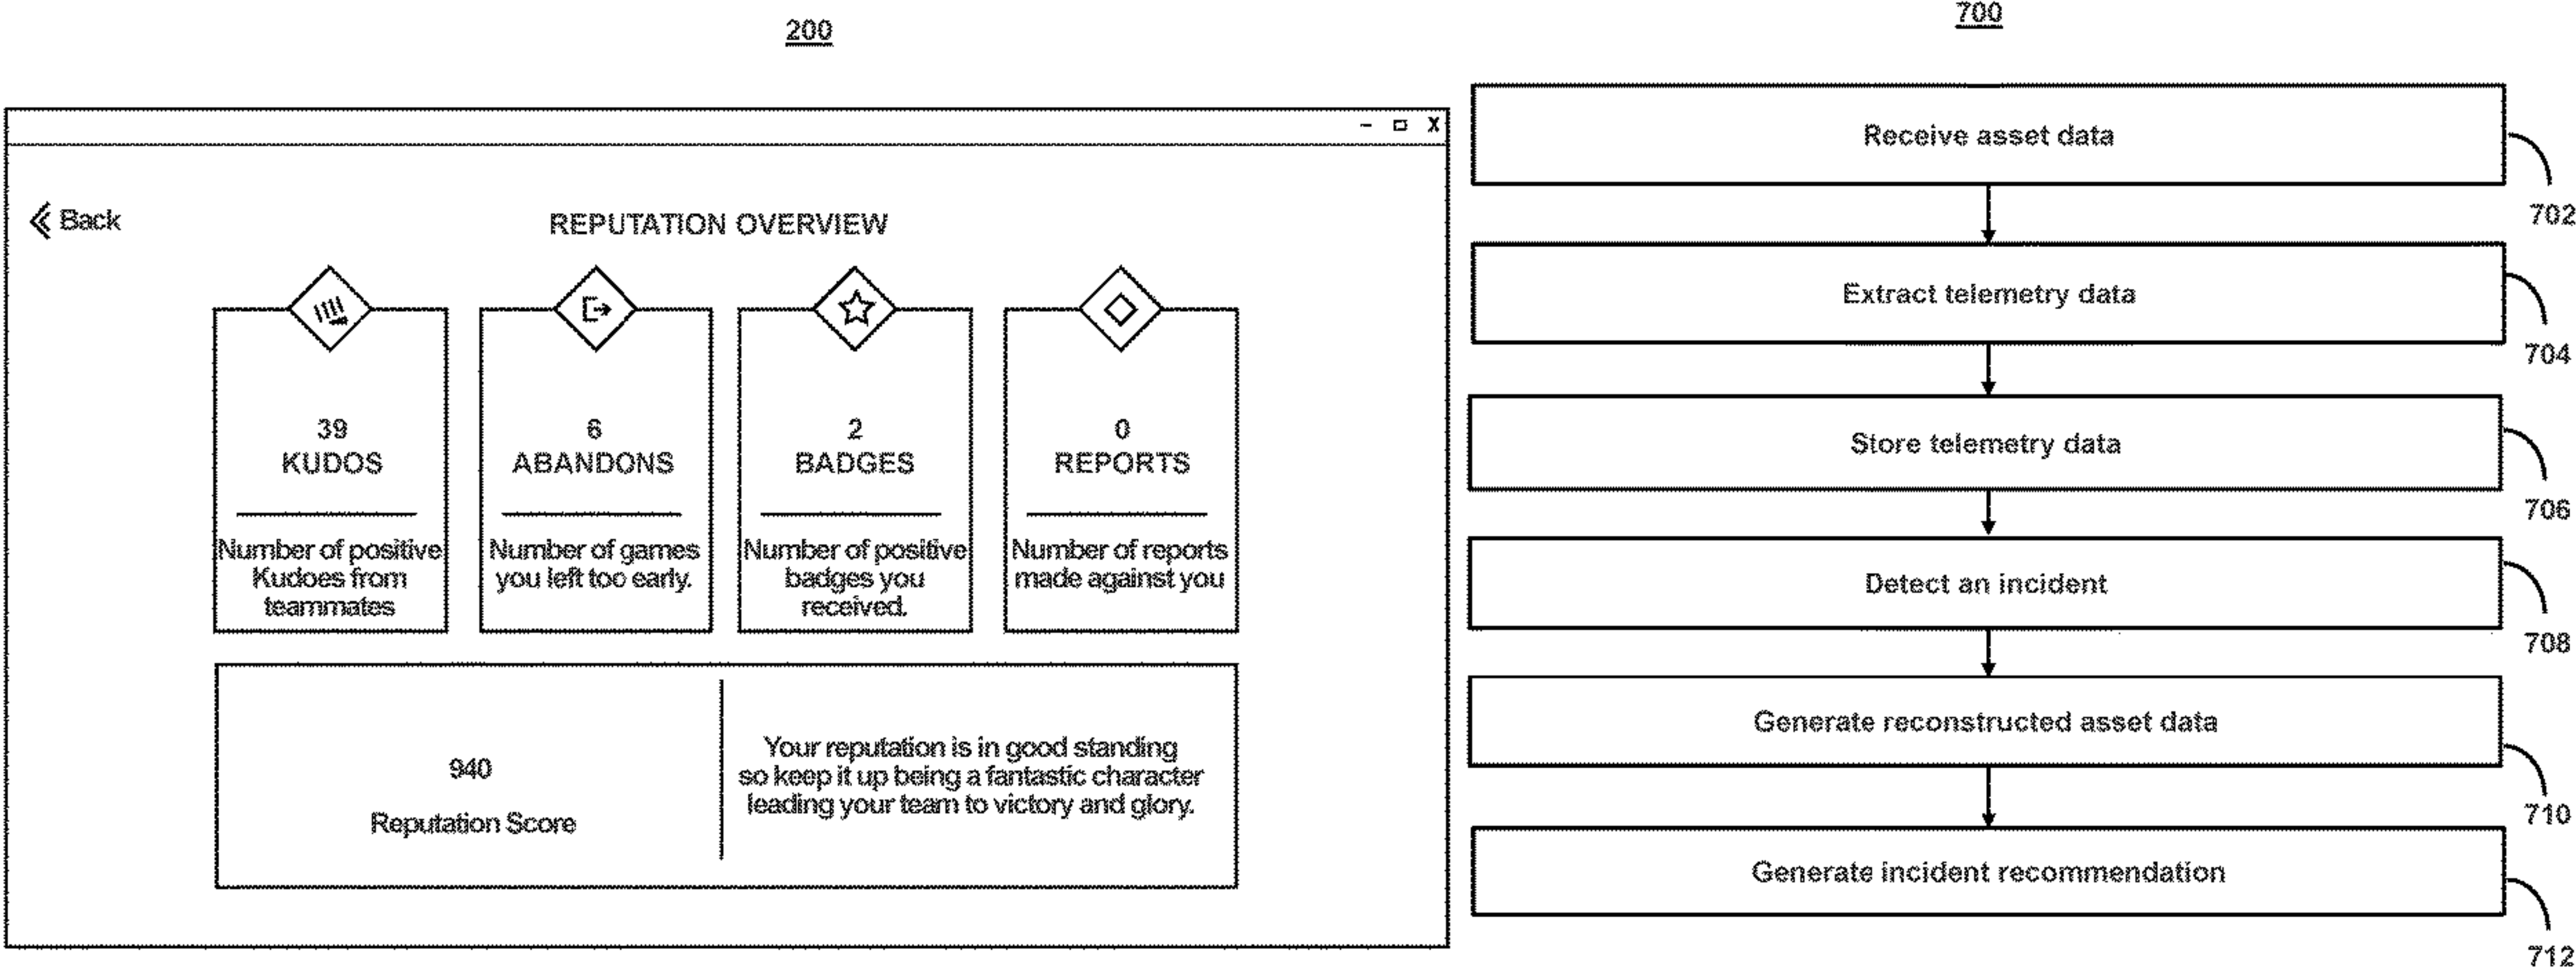 200
X
Back
REPUTATION OVERVIEW
39
KUDOS
Number of positive
Kudoes from
teammates
6
ABANDONS
Number of games
you left too early.
2
BADGES
Number of positive
badges you
received.
0
REPORTS
Number of reports
made against you
940
Reputation Score
Your reputation is in good standing
so keep it up being a fantastic character
leading your team to victory and glory.
700
Receive asset data
702
Extract telemetry data
704
Store telemetry data
706
Detect an incident
708
Generate reconstructed asset data
710
Generate incident recommendation
712